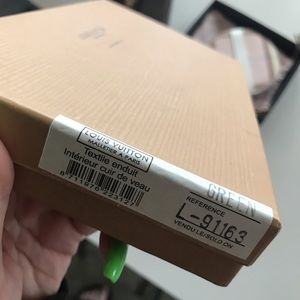 LOUIS VUITTON
MALLETIER A PARIS
Textile enduit
Intérieur cuir de veau
GREEN
REFERENCE
L-91163
VENDU LE/SOLD ON